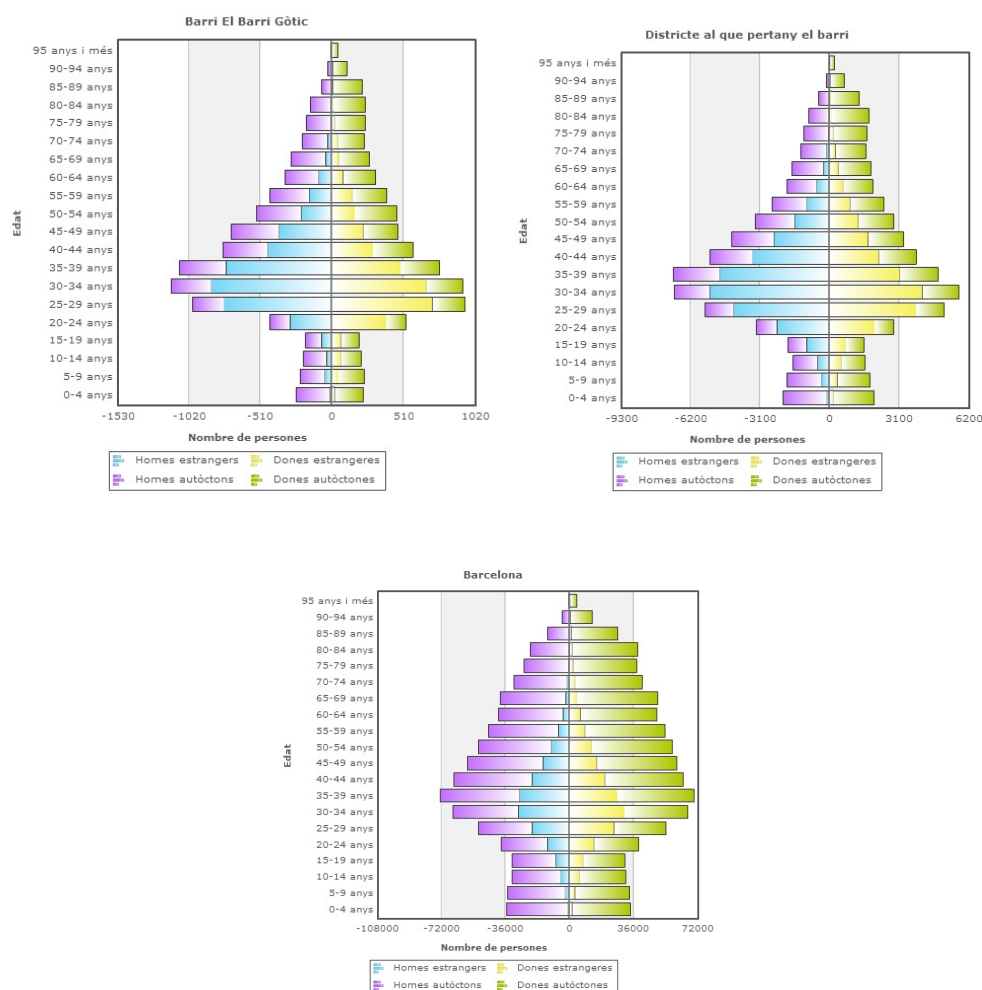 Barri El Barri Gòtic
95 anys i més
90-94 anys
85-89 anys
80-84 anys
75-79 anys
70-74 anys
65-69 anys
60-64 anys
55-59 anys
50-54 anys
45-49 anys
40-44 anys
35-39 anys
30-34 anys
25-29 anys
20-24 anys
15-19 anys
10-14 anys
5-9 anys
0-4 anys
Edat
-1530 -1020 -510 0 510 1020
Nombre de persones
Homes estrangers Dones estrangeres
Homes autòctons Dones autòctones
Districte al que pertany el barri
95 anys i més
90-94 anys
85-89 anys
80-84 anys
75-79 anys
70-74 anys
65-69 anys
60-64 anys
55-59 anys
50-54 anys
45-49 anys
40-44 anys
35-39 anys
30-34 anys
25-29 anys
20-24 anys
15-19 anys
10-14 anys
5-9 anys
0-4 anys
Edat
-9300 -6200 -3100 0 3100 6200
Nombre de persones
Homes estrangers Dones estrangeres
Homes autòctons Dones autòctones
Barcelona
95 anys i més
90-94 anys
85-89 anys
80-84 anys
75-79 anys
70-74 anys
65-69 anys
60-64 anys
55-59 anys
50-54 anys
45-49 anys
40-44 anys
35-39 anys
30-34 anys
25-29 anys
20-24 anys
15-19 anys
10-14 anys
5-9 anys
0-4 anys
Edat
-108000 -72000 -36000 0 36000 72000
Nombre de persones
Homes estrangers Dones estrangeres
Homes autòctons Dones autòctones